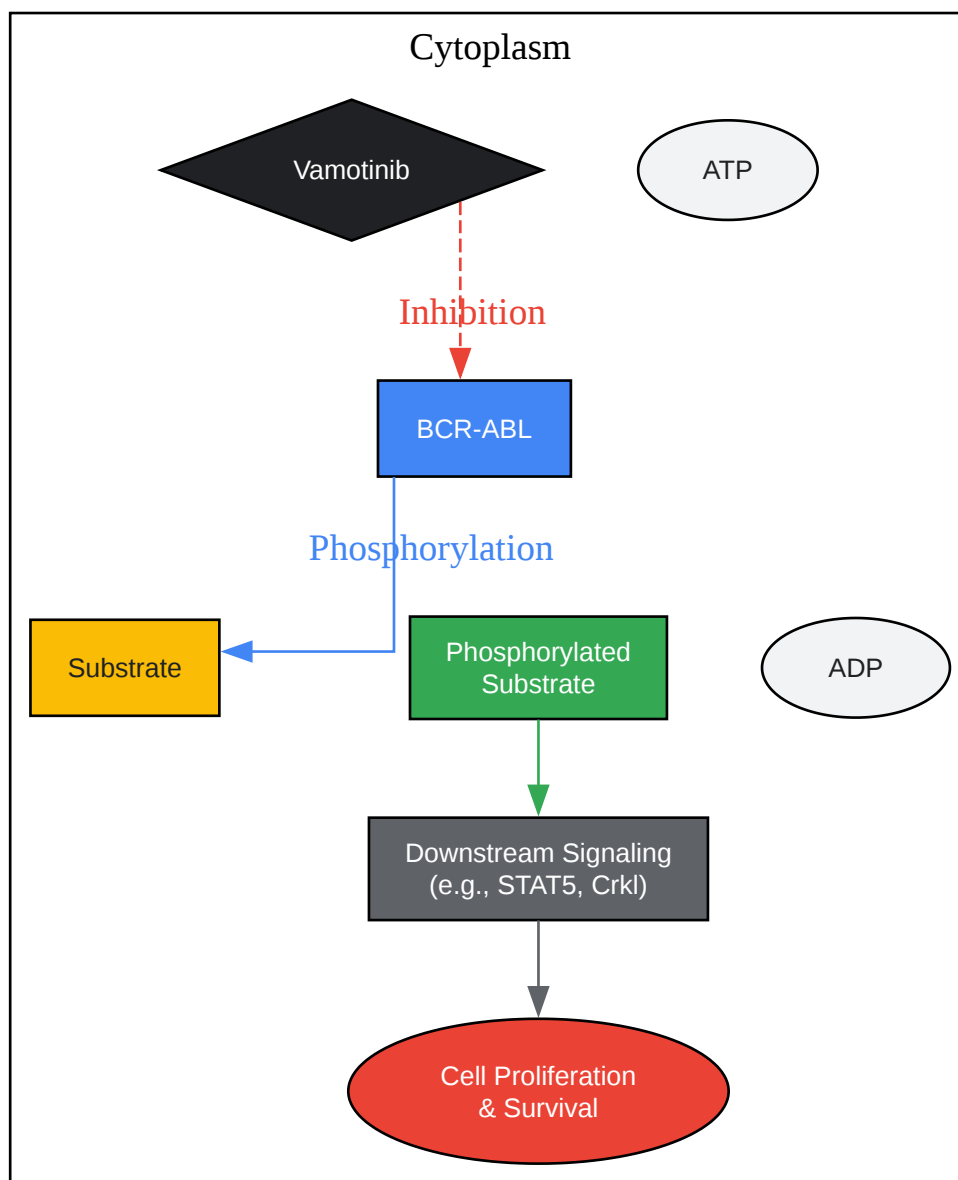 Cytoplasm
Vamotinib
ATP
Inhibition
BCR-ABL
Phosphorylation
Substrate
Phosphorylated
Substrate
ADP
Downstream Signaling
(e.g., STAT5, Crkl)
Cell Proliferation
& Survival